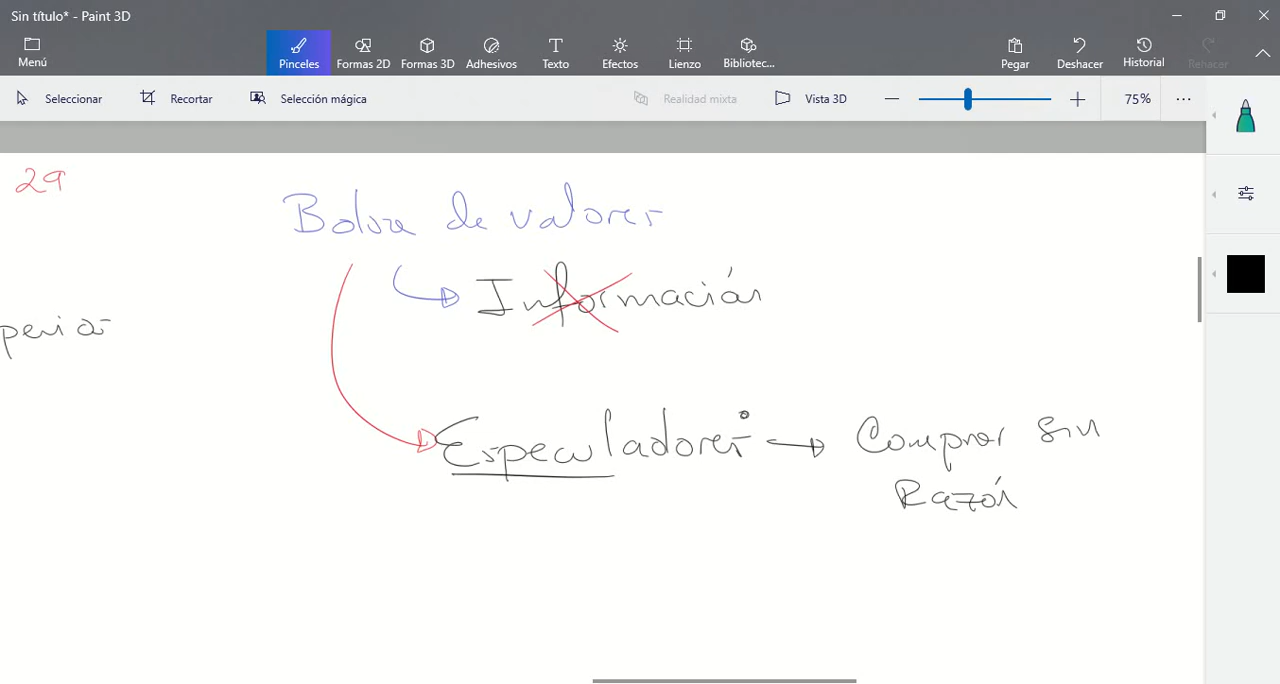 Sin título* - Paint 3D
Menú
Pinceles
Formas 2D
Formas 3D
Adhesivos
Texto
Efectos
Lienzo
Bibliotec...
Pegar
Deshacer
Historial
Rehacer
Seleccionar
Recortar
Selección mágica
Realidad mixta
Vista 3D
75%
29
Bolsa de valores
Información
perior
Especuladores
Comprar sin
Razón